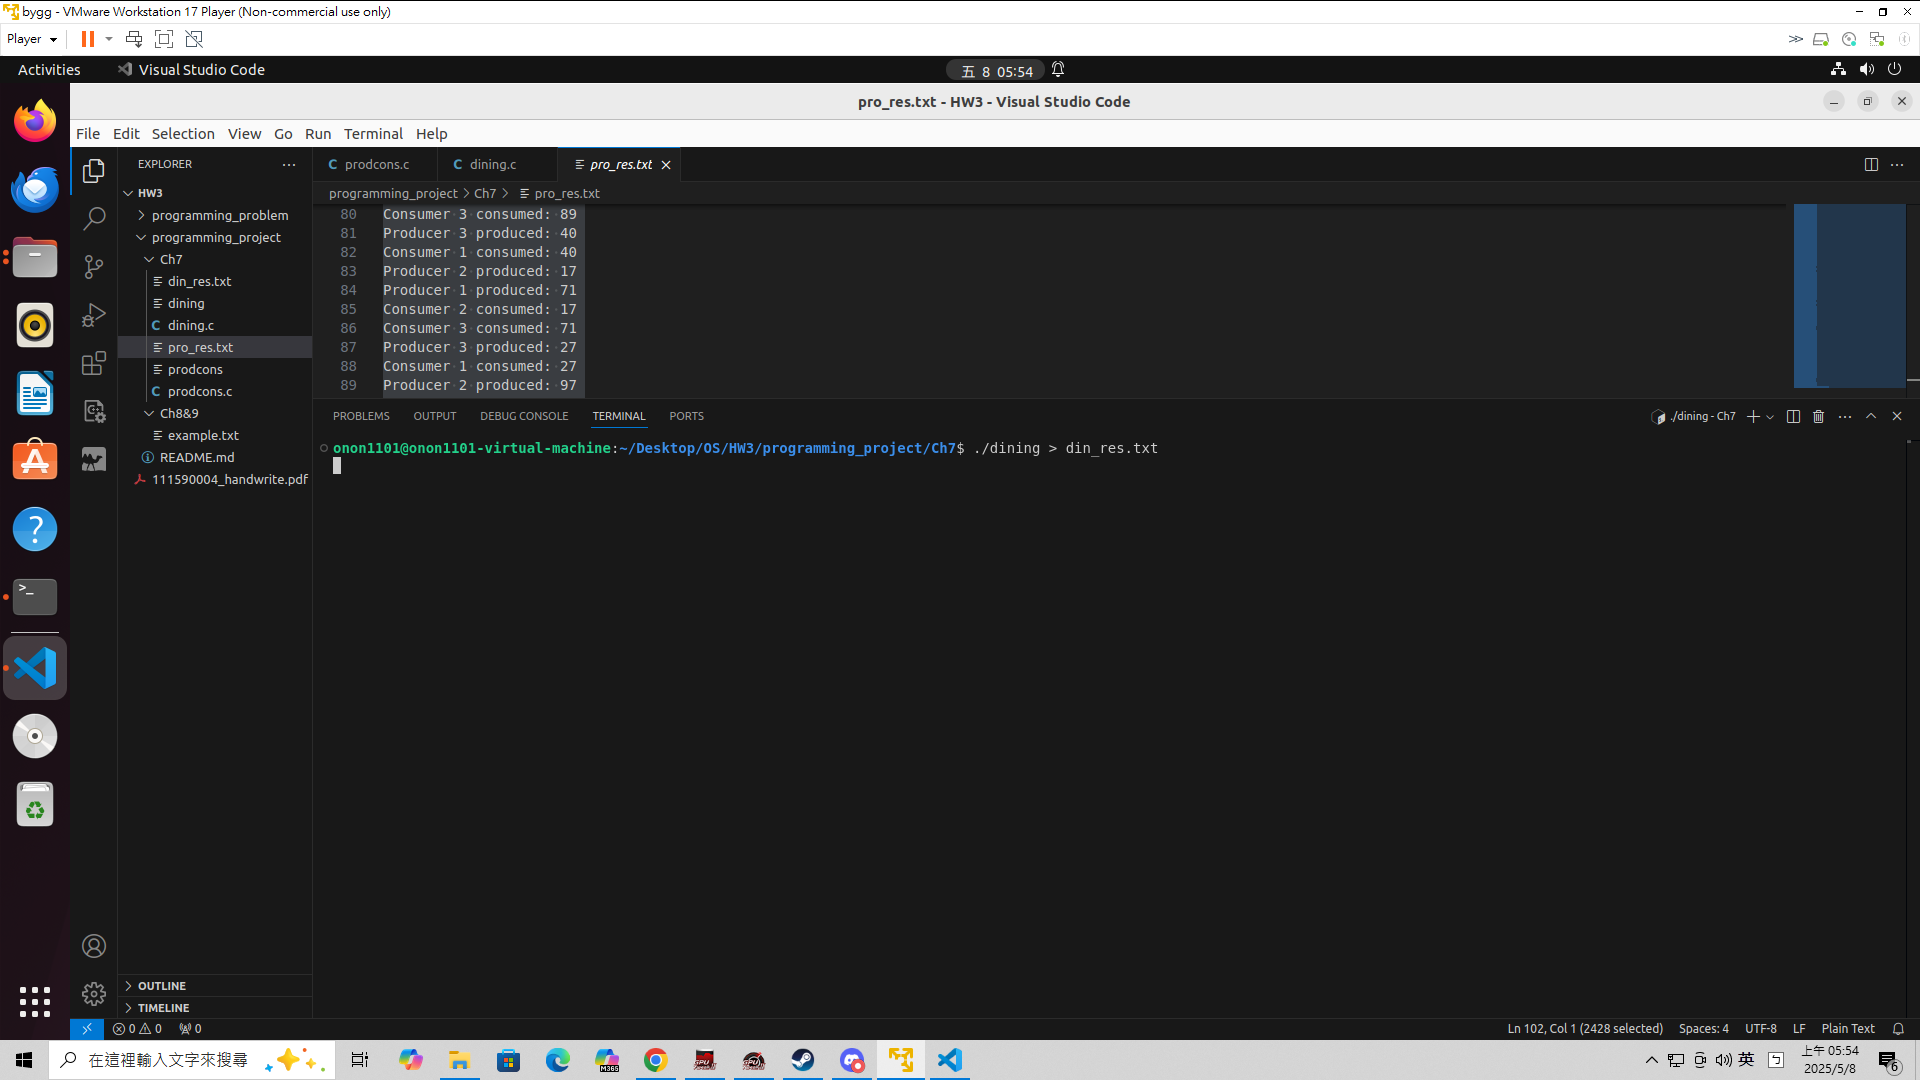 bygg - VMware Workstation 17 Player (Non-commercial use only)
Player
Activities
Visual Studio Code
五 8 05:54
pro_res.txt - HW3 - Visual Studio Code
File Edit Selection View Go Run Terminal Help
EXPLORER
HW3
programming_problem
programming_project
Ch7
din_res.txt
dining
dining.c
pro_res.txt
prodcons
prodcons.c
Ch8&9
example.txt
README.md
111590004_handwrite.pdf
OUTLINE
TIMELINE
C prodcons.c
C dining.c
pro_res.txt
programming_project > Ch7 > pro_res.txt
80 Consumer 3 consumed: 89
81 Producer 3 produced: 40
82 Consumer 1 consumed: 40
83 Producer 2 produced: 17
84 Producer 1 produced: 71
85 Consumer 2 consumed: 17
86 Consumer 3 consumed: 71
87 Producer 3 produced: 27
88 Consumer 1 consumed: 27
89 Producer 2 produced: 97
PROBLEMS OUTPUT DEBUG CONSOLE TERMINAL PORTS
./dining - Ch7
onon1101@onon1101-virtual-machine:~/Desktop/OS/HW3/programming_project/Ch7$ ./dining > din_res.txt
0 0 0
Ln 102, Col 1 (2428 selected) Spaces: 4 UTF-8 LF Plain Text
在這裡輸入文字來搜尋
M365
英
上午 05:54
2025/5/8
6